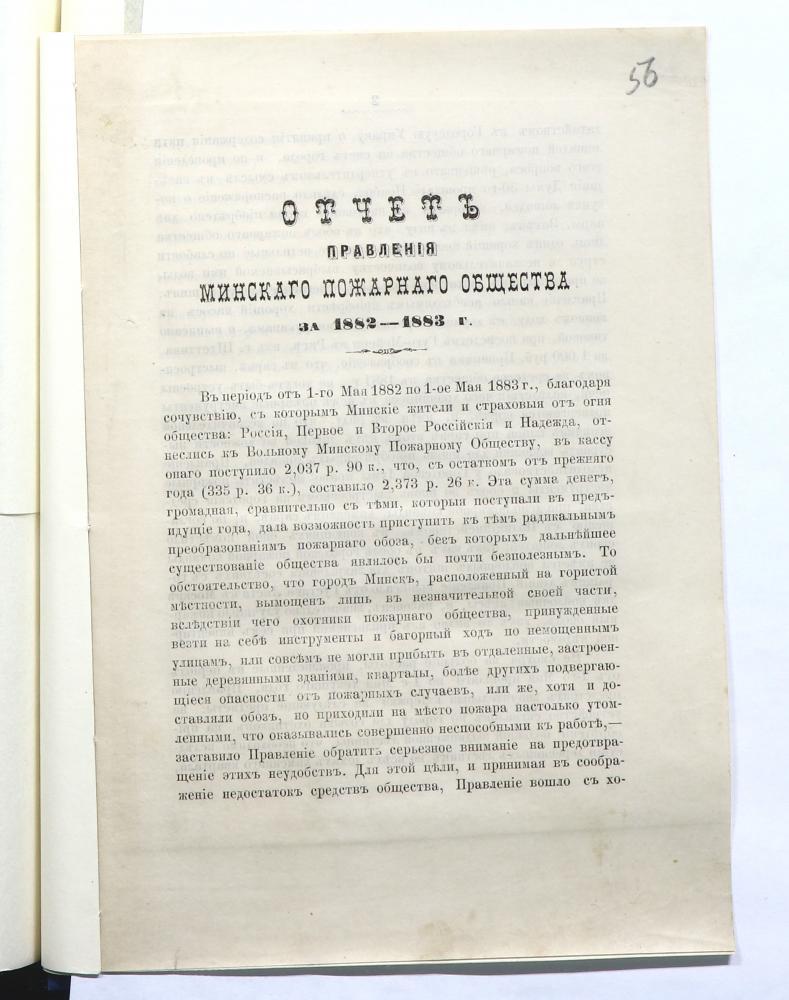 56
ОТЧЕТЪ
ПРАВЛЕНІЯ
МИНСКАГО ПОЖАРНАГО ОБЩЕСТВА
ЗА 1882—1883 г.
Въ періодъ отъ 1-го Мая 1882 по 1-ое Мая 1883 г., благодаря
сочувствію, съ которымъ Минскіе жители и страховыя отъ огня
общества: Россія, Первое и Второе Россійскія и Надежда, от-
неслись къ Вольному Минскому Пожарному Обществу, въ кассу
онаго поступило 2,037 р. 90 к., что, съ остатком отъ прежняго
года (335 р. 36 к.), составило 2,373 р. 26 к. Эта сумма денегъ,
громадная, сравнительно съ тѣми, которыя поступали въ предъ-
идущіе года, дала возможность приступить къ тѣмъ радикальнымъ
преобразованіямъ пожарнаго обоза, безъ которыхъ дальнѣйшее
существованіе общества являлось бы почти безполезнымъ. То
обстоятельство, что городъ Минскъ, расположенный на гористой
мѣстности, вымощенъ лишь въ незначительной своей части,
вслѣдствіи чего охотники пожарнаго общества, принужденные
везти на себѣ инструменты и багорный ходъ по немощеннымъ
улицамъ, или совсѣмъ не могли прибыть въ отдаленные, застроен-
ные деревянными зданіями, кварталы, болѣе другихъ подвергаю-
щіеся опасности отъ пожарныхъ случаевъ, или же, хотя и до-
ставляли обозъ, но приходили на мѣсто пожара настолько утом-
ленными, что оказывались совершенно неспособными къ работѣ,—
заставило Правленіе обратить серьезное вниманіе на предотвра-
щеніе этихъ неудобствъ. Для этой цѣли, и принимая въ сообра-
женіе недостатокъ средствъ общества, Правленіе вошло съ хо-